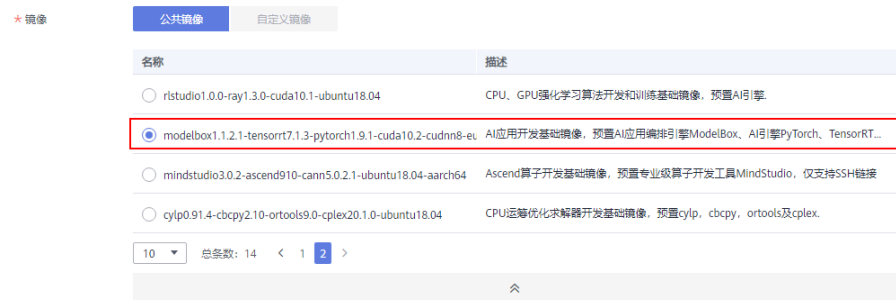 * 镜像 公共镜像 自定义镜像
名称 描述
rlstudio1.0.0-ray1.3.0-cuda10.1-ubuntu18.04 CPU、GPU强化学习算法开发和训练基础镜像，预置AI引擎.
modelbox1.1.2.1-tensorrt7.1.3-pytorch1.9.1-cuda10.2-cudnn8-eu AI应用开发基础镜像，预置AI应用编排引擎ModelBox、AI引擎PyTorch、TensorRT...
mindstudio3.0.2-ascend910-cann5.0.2.1-ubuntu18.04-aarch64 Ascend算子开发基础镜像，预置专业级算子开发工具MindStudio，仅支持SSH链接
cylp0.91.4-cbcpy2.10-ortools9.0-cplex20.1.0-ubuntu18.04 CPU运筹优化求解器开发基础镜像，预置cylp，cbcpy，ortools及cplex.
10 总条数：14 < 1 2 >